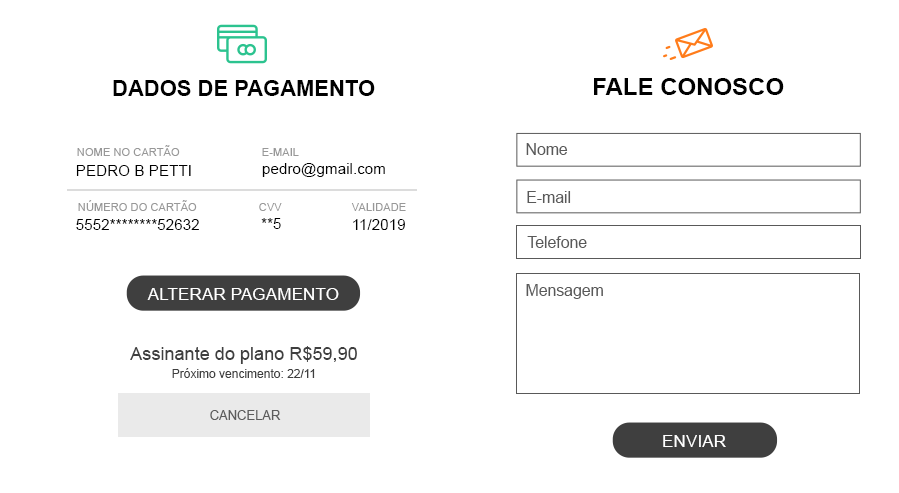 DADOS DE PAGAMENTO
NOME NO CARTÃO E-MAIL
PEDRO B PETTI pedro@gmail.com
NÚMERO DO CARTÃO CVV VALIDADE
5552********52632 **5 11/2019
ALTERAR PAGAMENTO
Assinante do plano R$59,90
Próximo vencimento: 22/11
CANCELAR
FALE CONOSCO
Nome
E-mail
Telefone
Mensagem
ENVIAR